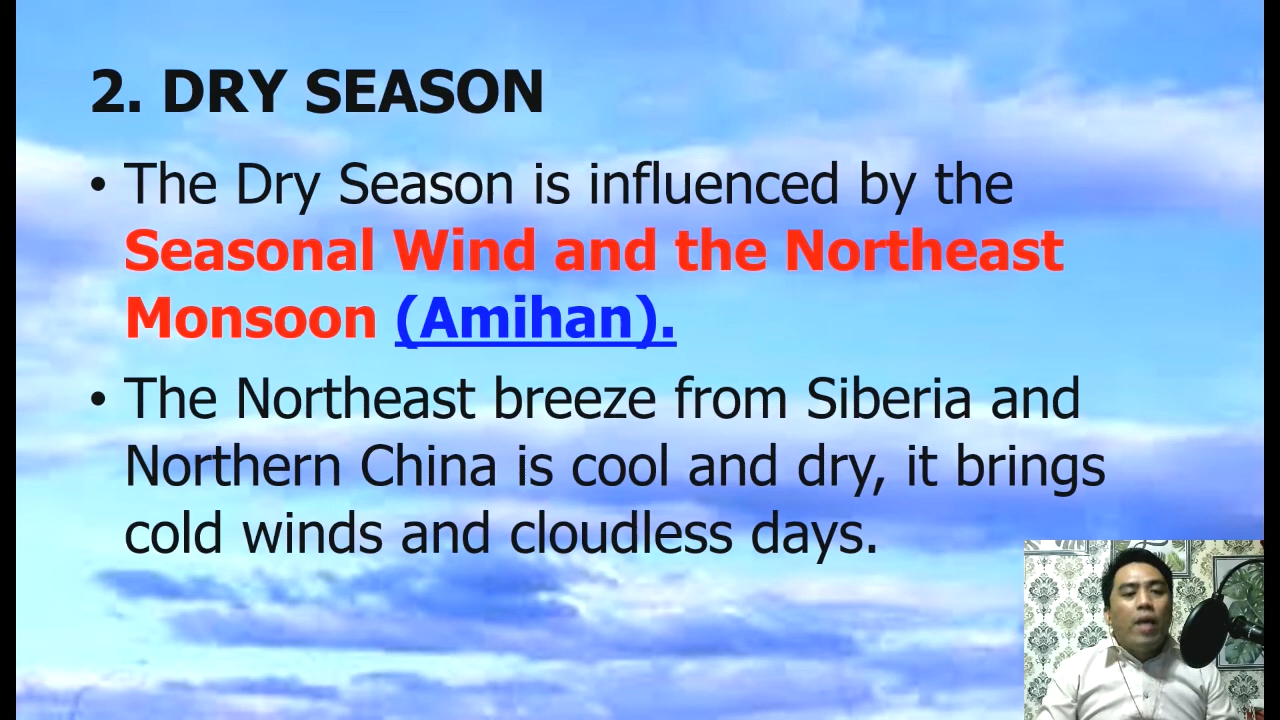 2. DRY SEASON
• The Dry Season is influenced by the
Seasonal Wind and the Northeast
Monsoon (Amihan).
• The Northeast breeze from Siberia and
Northern China is cool and dry, it brings
cold winds and cloudless days.